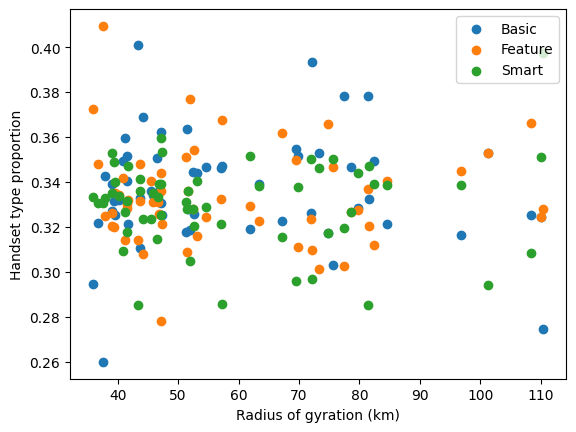 Basic
Feature
Smart
0.40
0.38
0.36
0.34
0.32
0.30
0.28
0.26
Handset type proportion
40 50 60 70 80 90 100 110
Radius of gyration (km)